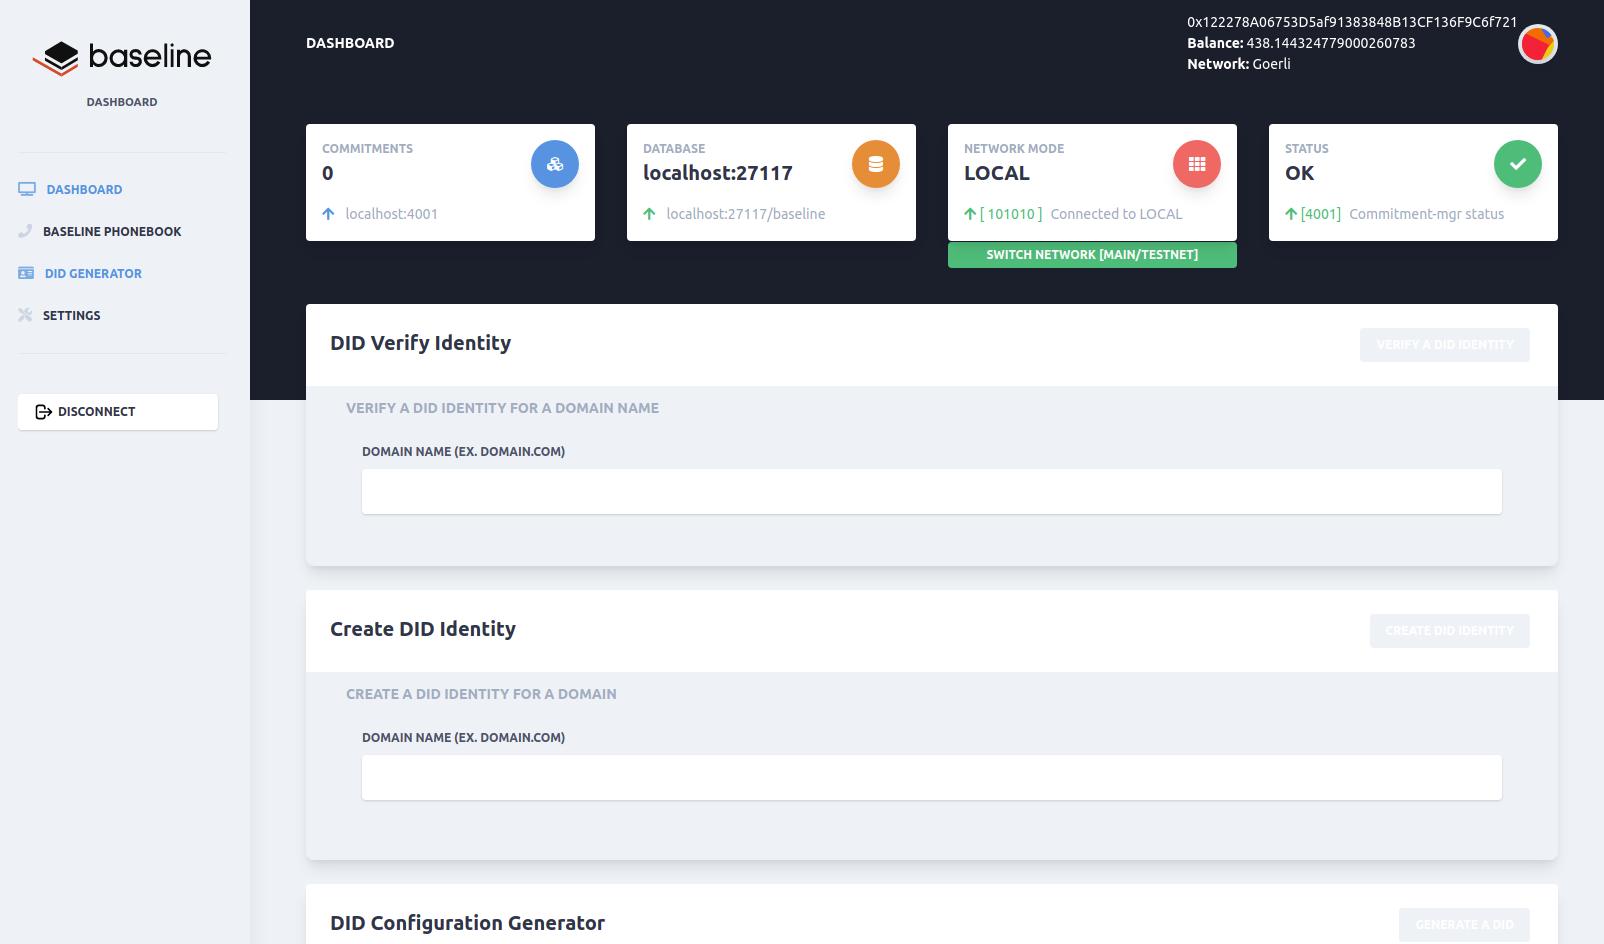 baseline
DASHBOARD
DASHBOARD
BASELINE PHONEBOOK
DID GENERATOR
SETTINGS
DISCONNECT
DASHBOARD
0x122278A06753D5af91383848B13CF136F9C6f721
Balance: 438.144324779000260783
Network: Goerli
COMMITMENTS
0
localhost:4001
DATABASE
localhost:27117
localhost:27117/baseline
NETWORK MODE
LOCAL
[ 101010 ] Connected to LOCAL
SWITCH NETWORK [MAIN/TESTNET]
STATUS
OK
[4001] Commitment-mgr status
DID Verify Identity
VERIFY A DID IDENTITY
VERIFY A DID IDENTITY FOR A DOMAIN NAME
DOMAIN NAME (EX. DOMAIN.COM)
Create DID Identity
CREATE DID IDENTITY
CREATE A DID IDENTITY FOR A DOMAIN
DOMAIN NAME (EX. DOMAIN.COM)
DID Configuration Generator
GENERATE A DID